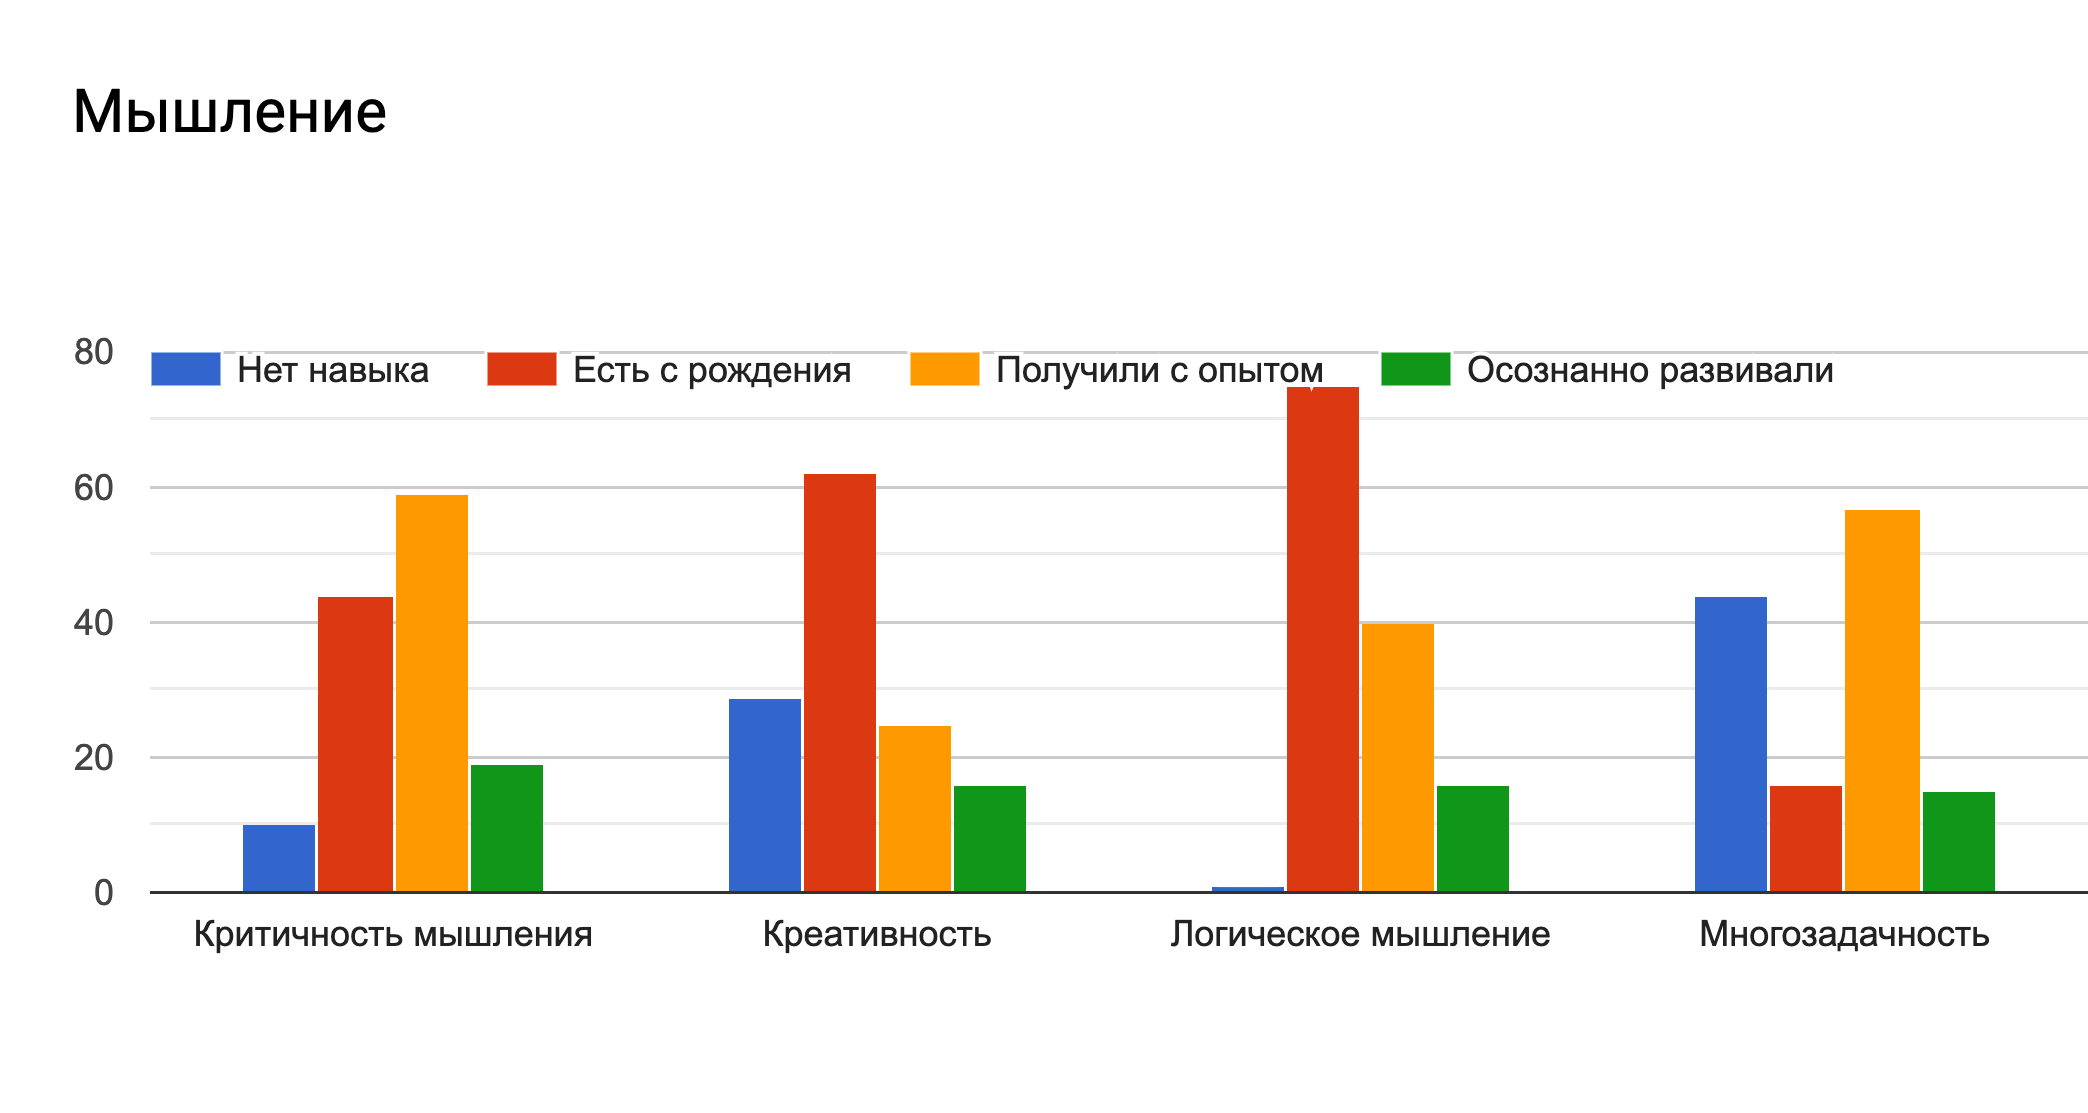 Мышление
80
Нет навыка Есть с рождения Получили с опытом Осознанно развивали
60
40
20
0
Критичность мышления Креативность Логическое мышление Многозадачность